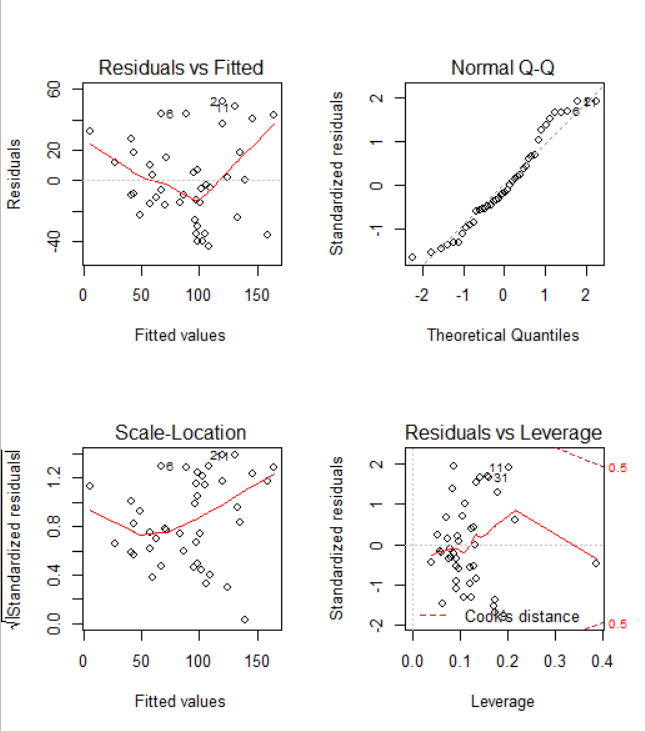 Residuals vs Fitted
Residuals
60
20
0
-40
6
11
0 50 100 150
Fitted values
Normal Q-Q
Standardized residuals
2
1
0
-1
6
-2 -1 0 1 2
Theoretical Quantiles
Scale-Location
√|Standardized residuals|
1.2
0.8
0.4
0.0
6
0 50 100 150
Fitted values
Residuals vs Leverage
Standardized residuals
2
1
0
-1
-2
11
31
0.5
0.5
Cook's distance
0.0 0.1 0.2 0.3 0.4
Leverage